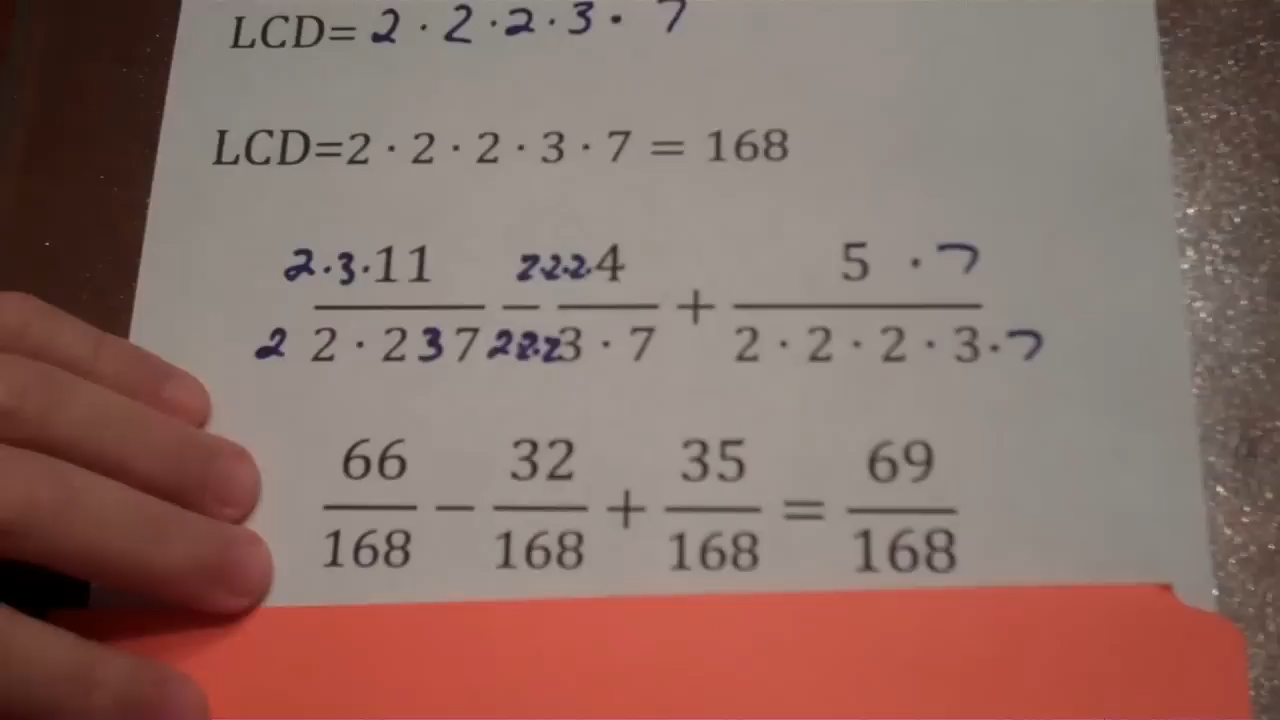 LCD= 2 · 2 · 2 · 3 · 7
LCD=2 · 2 · 2 · 3 · 7 = 168
2·3·11 2·2·2·4 5 · 7
— − — + —
2 2 · 2 3 7 2·2·2·3 · 7 2 · 2 · 2 · 3 · 7
66 32 35 69
— − — + — = —
168 168 168 168